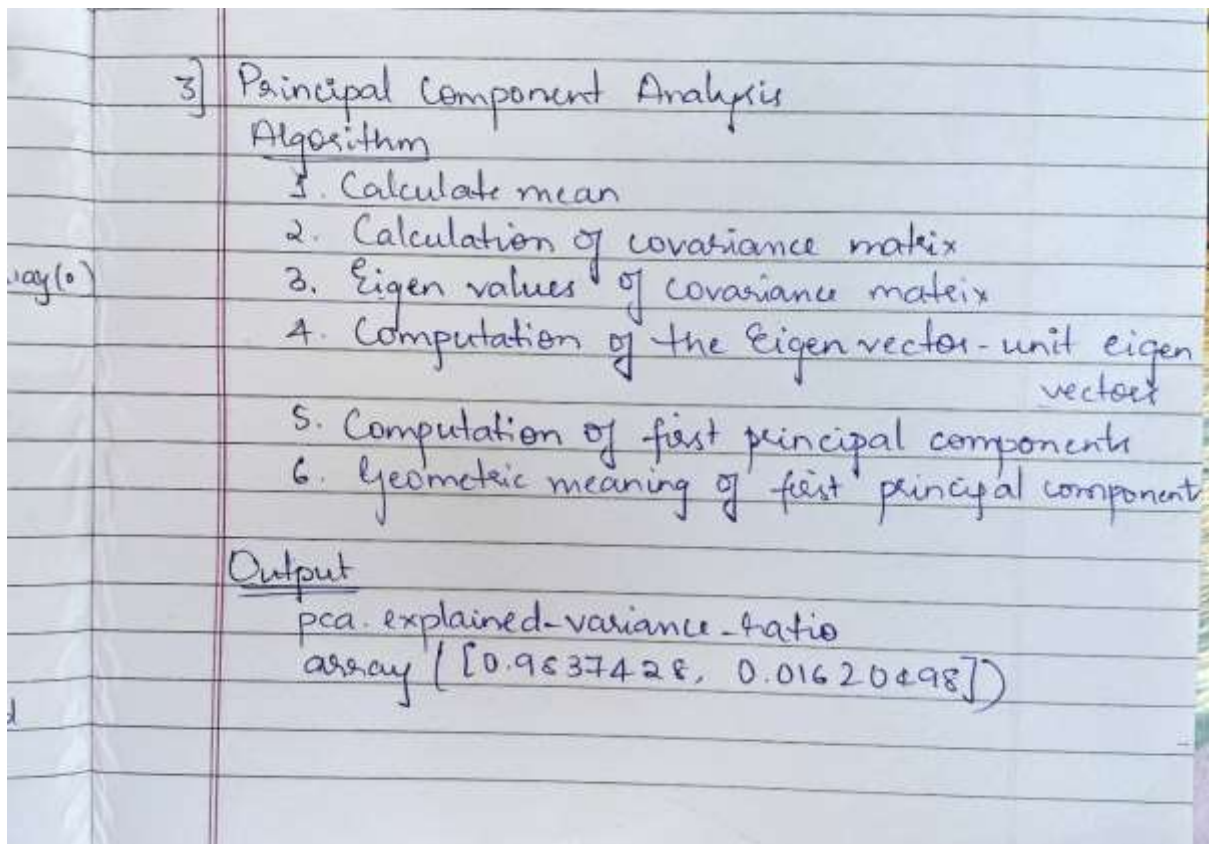 3] Principal Component Analysis
Algorithm
1. Calculate mean
2. Calculation of covariance matrix
3. Eigen values of covariance matrix
4. Computation of the Eigen vector - unit eigen
vectors
5. Computation of first principal components
6. Geometric meaning of first principal component
Output
pca. explained-variance-ratio
array ([0.9837428, 0.01620498])